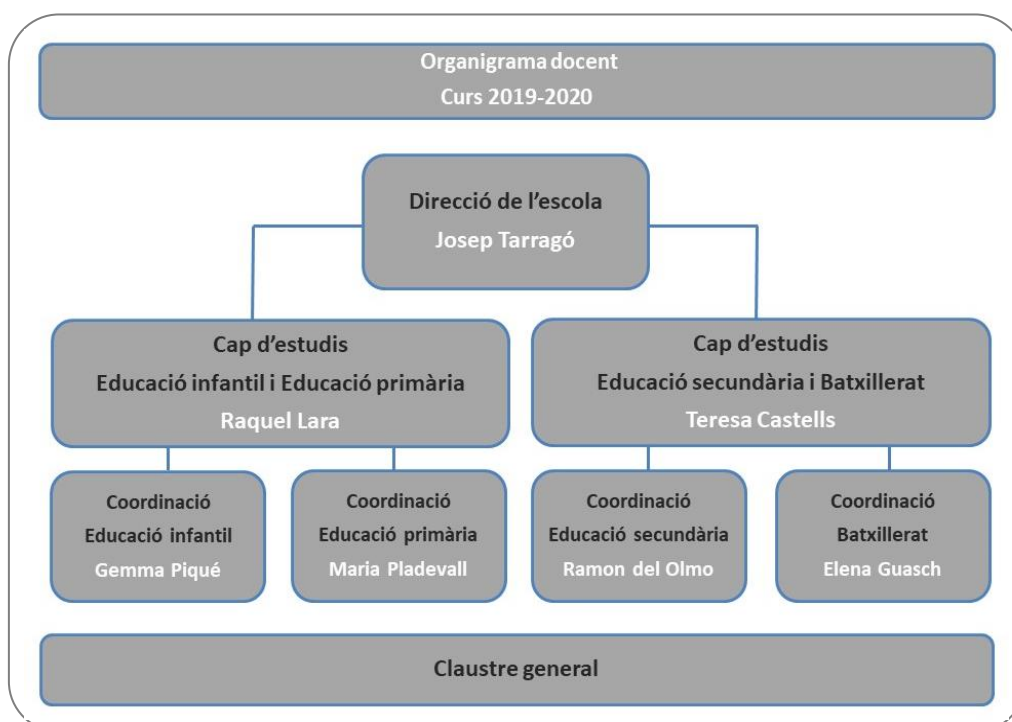 Organigrama docent
Curs 2019-2020
Direcció de l'escola
Josep Tarragó
Cap d'estudis
Educació infantil i Educació primària
Raquel Lara
Cap d'estudis
Educació secundària i Batxillerat
Teresa Castells
Coordinació
Educació infantil
Gemma Piqué
Coordinació
Educació primària
Maria Pladevall
Coordinació
Educació secundària
Ramon del Olmo
Coordinació
Batxillerat
Elena Guasch
Claustre general